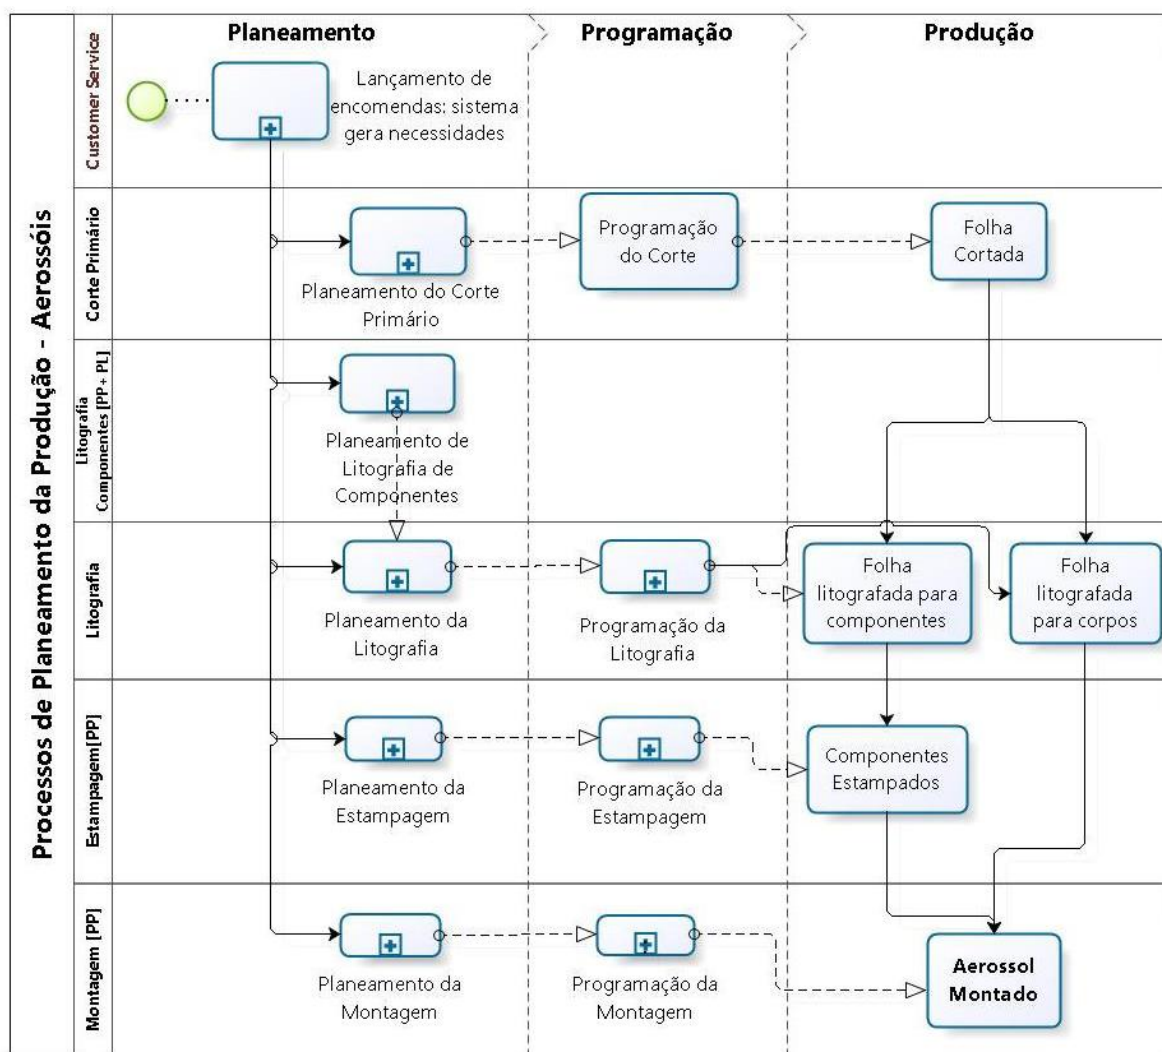 Processos de Planeamento da Produção - Aerossóis
Planeamento
Programação
Produção
Customer Service
Lançamento de
encomendas: sistema
gera necessidades
Corte Primário
Planeamento do Corte
Primário
Programação
do Corte
Folha
Cortada
Litografia
Componentes [PP+ PL]
Planeamento de
Litografia de
Componentes
Litografia
Planeamento da
Litografia
Programação da
Litografia
Folha
litografada para
componentes
Folha
litografada
para corpos
Estampagem[PP]
Planeamento da
Estampagem
Programação da
Estampagem
Componentes
Estampados
Montagem [PP]
Planeamento da
Montagem
Programação da
Montagem
Aerossol
Montado